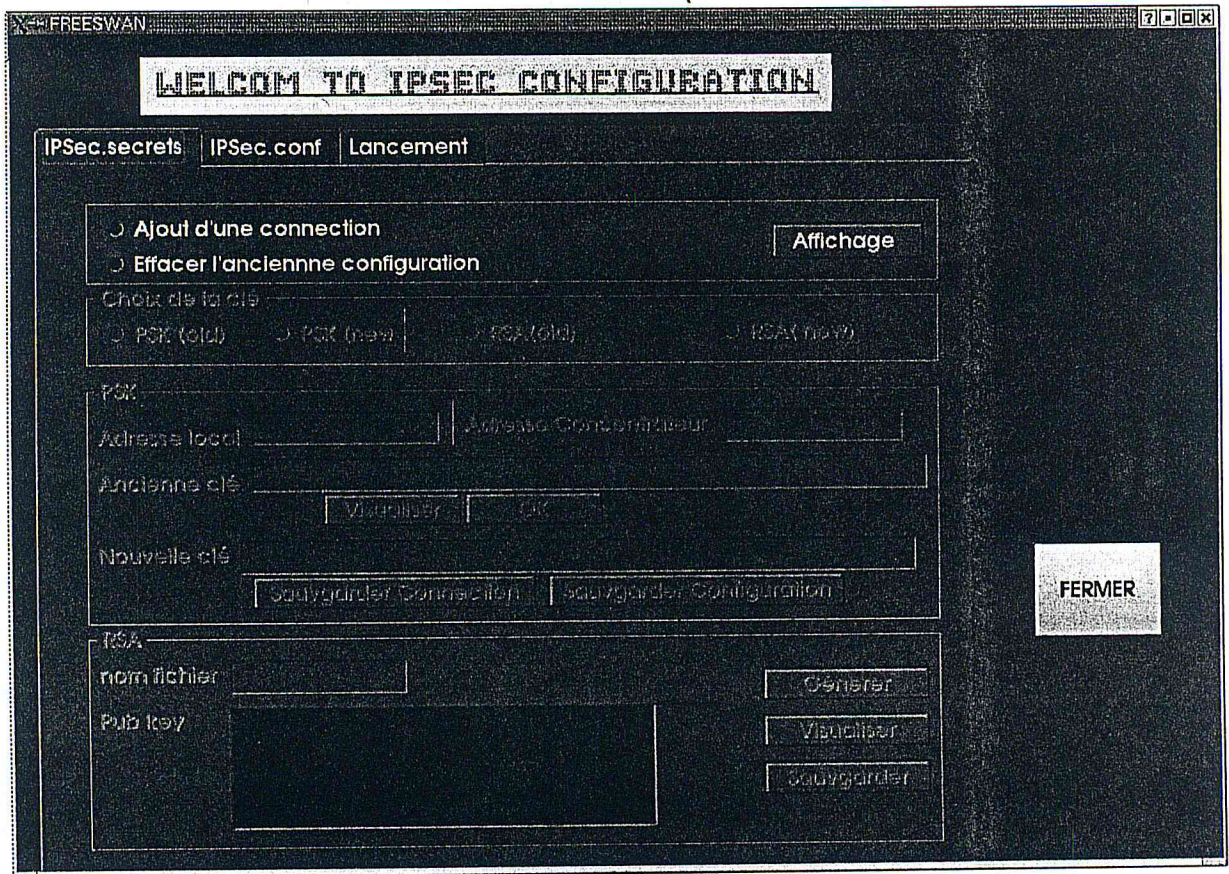 FREESWAN
WELCOM TO IPSEC CONFIGURATION
IPSec.secrets IPSec.conf Lancement
Ajout d'une connection
Effacer l'anciennne configuration
Affichage
Choix de la clé
PSK (old) PSK (new RSA(old) RSA( new)
PSK
Adresse local Adresse Concentrateur
Ancienne clé
Visualiser OK
Nouvelle clé
Sauvgarder Connection Sauvgarder Configuration
FERMER
RSA
nom fichier
Générer
Pub key
Visualiser
Sauvgarder